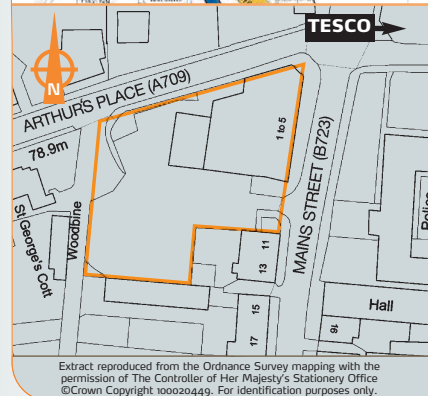 TESCO
N
ARTHUR'S PLACE (A709)
78.9m
1 to 5
MAINS STREET (B723)
St George's Cott
Woodbine
11
13
15
17
Police
Hall
16
Extract reproduced from the Ordnance Survey mapping with the
permission of The Controller of Her Majesty's Stationery Office
©Crown Copyright 100020449. For identification purposes only.